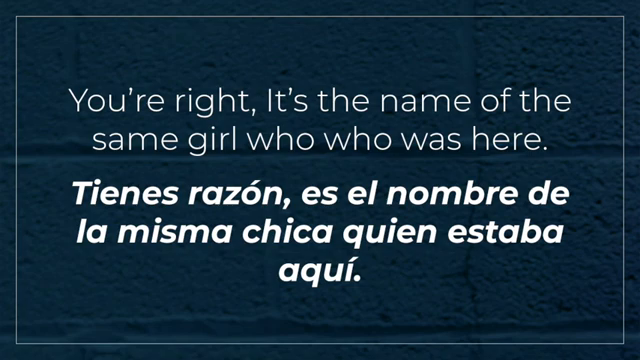 You’re right, It’s the name of the
same girl who who was here.
Tienes razón, es el nombre de
la misma chica quien estaba
aquí.